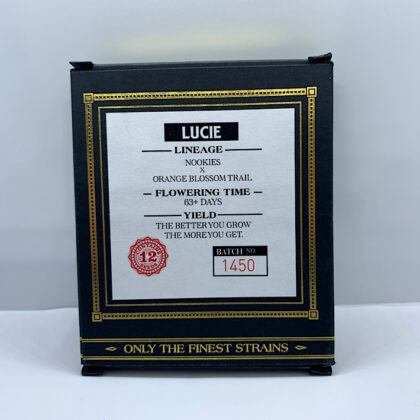 LUCIE
LINEAGE
NOOKIES
X
ORANGE BLOSSOM TRAIL
FLOWERING TIME
63+ DAYS
YIELD
THE BETTER YOU GROW
THE MORE YOU GET.
12
BATCH NO.
1450
ONLY THE FINEST STRAINS